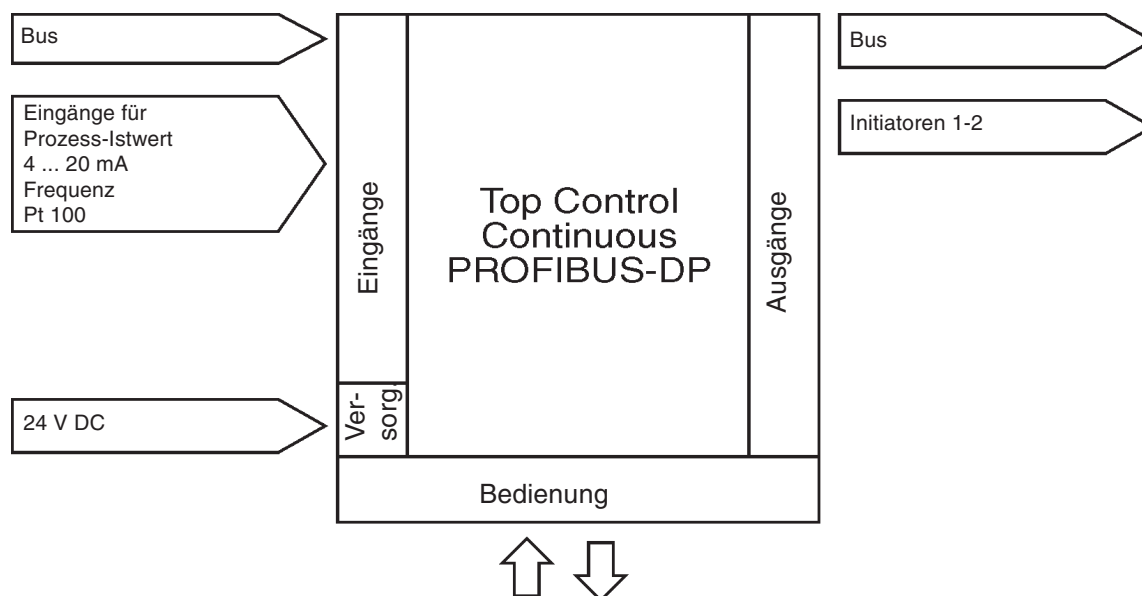 Bus
Eingänge für
Prozess-Istwert
4 ... 20 mA
Frequenz
Pt 100
24 V DC
Eingänge
Ver-
sorg.
Top Control
Continuous
PROFIBUS-DP
Ausgänge
Bedienung
Bus
Initiatoren 1-2